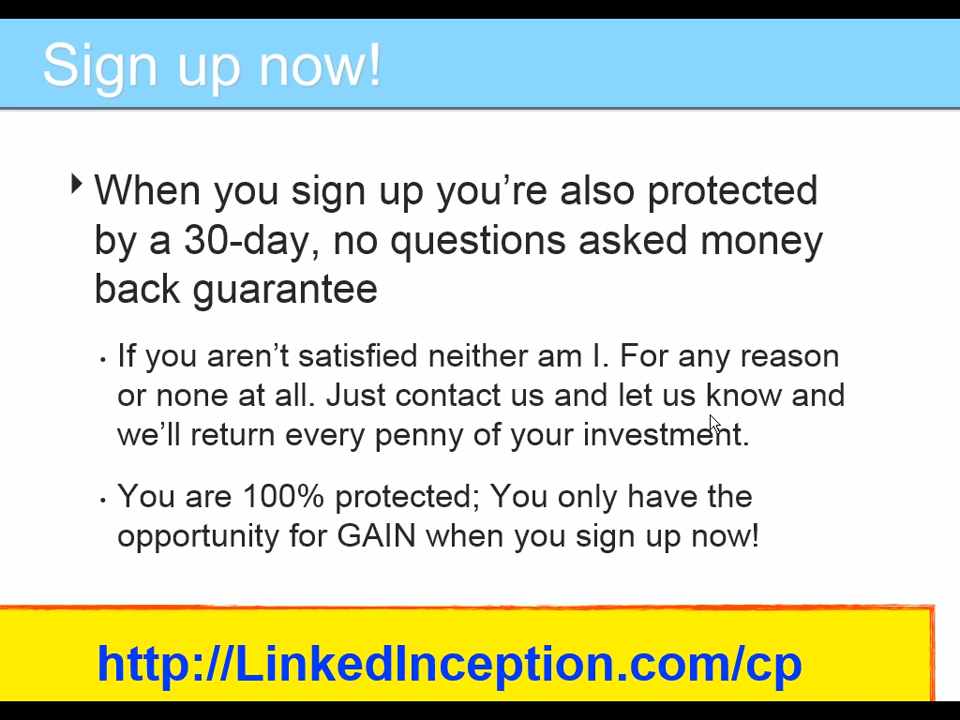 Sign up now!
When you sign up you're also protected
by a 30-day, no questions asked money
back guarantee
If you aren't satisfied neither am I. For any reason
or none at all. Just contact us and let us know and
we'll return every penny of your investment.
You are 100% protected; You only have the
opportunity for GAIN when you sign up now!
http://LinkedInception.com/cp